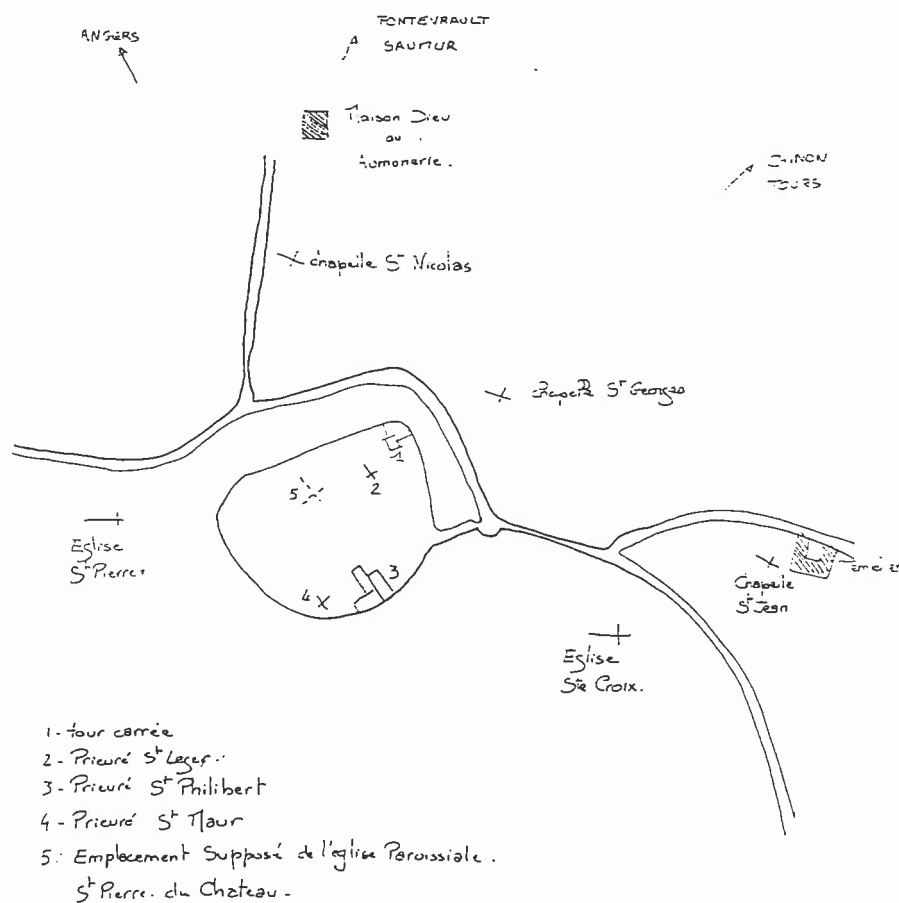 FONTEVRAULT
SAUMUR
ANGERS
Maison Dieu
ou
Aumonerie.
CHINON
TOURS
chapelle St Nicolas
chapelle St Georges
1
2
5
Eglise
St Pierre
3
4
Chapelle
St Jean
Eglise
Ste Croix.
1 - tour carrée
2 - Prieuré St Leger
3 - Prieuré St Philibert
4 - Prieuré St Maur
5: Emplacement Supposé de l'eglise Paroissiale.
St Pierre. du Chateau -